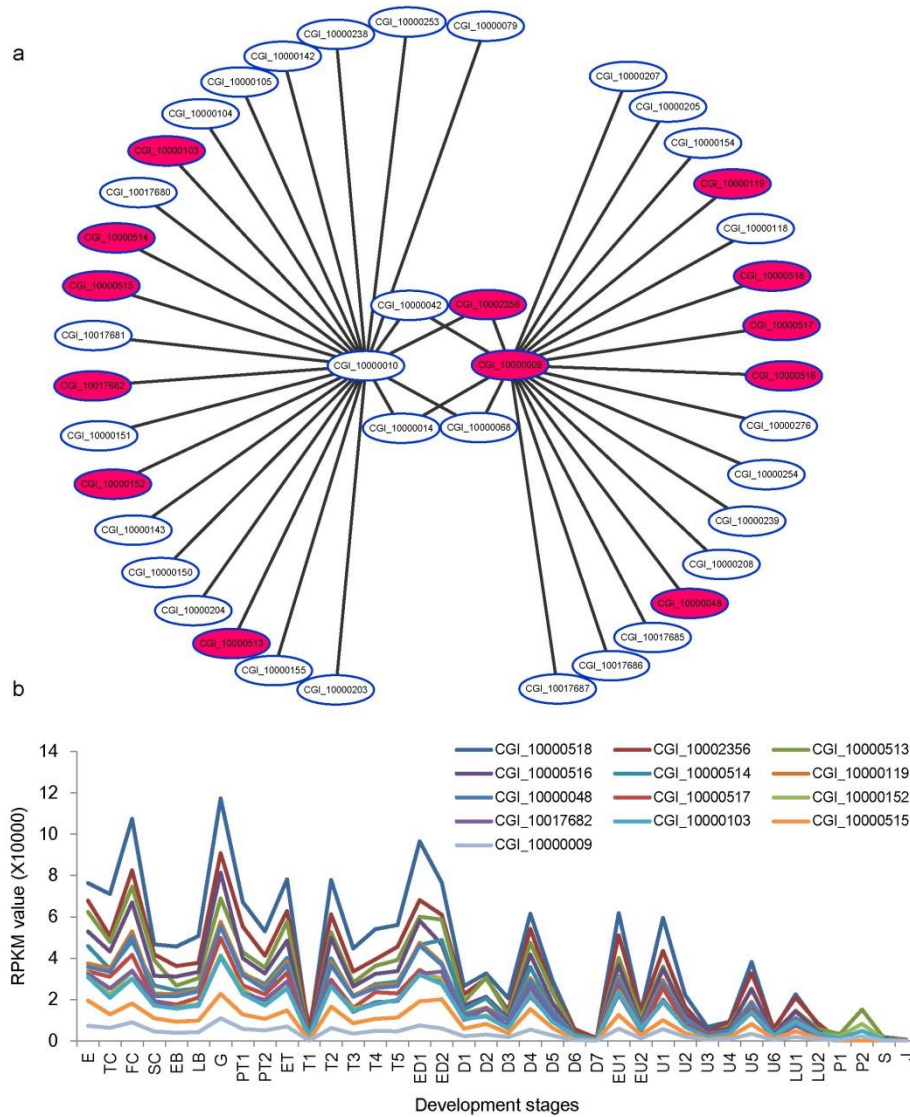 a
CGI_10000253
CGI_10000079
CGI_10000238
CGI_10000142
CGI_10000105
CGI_10000104
CGI_10000103
CGI_10017680
CGI_10000514
CGI_10000515
CGI_10017681
CGI_10017682
CGI_10000151
CGI_10000152
CGI_10000143
CGI_10000150
CGI_10000204
CGI_10000513
CGI_10000155
CGI_10000203
CGI_10000042
CGI_10002356
CGI_10000010
CGI_10000009
CGI_10000014
CGI_10000068
CGI_10000207
CGI_10000205
CGI_10000154
CGI_10000119
CGI_10000118
CGI_10000518
CGI_10000517
CGI_10000516
CGI_10000276
CGI_10000254
CGI_10000239
CGI_10000208
CGI_10000048
CGI_10017685
CGI_10017686
CGI_10017687
b
RPKM value (X10000)
14
12
10
8
6
4
2
0
CGI_10000518 CGI_10002356 CGI_10000513
CGI_10000516 CGI_10000514 CGI_10000119
CGI_10000048 CGI_10000517 CGI_10000152
CGI_10017682 CGI_10000103 CGI_10000515
CGI_10000009
E TC FC SC EB LB G PT1 PT2 ET T1 T2 T3 T4 T5 ED1 ED2 D1 D2 D3 D4 D5 D6 D7 EU1 EU2 U1 U2 U3 U4 U5 U6 LU1 LU2 P1 P2 S J
Development stages